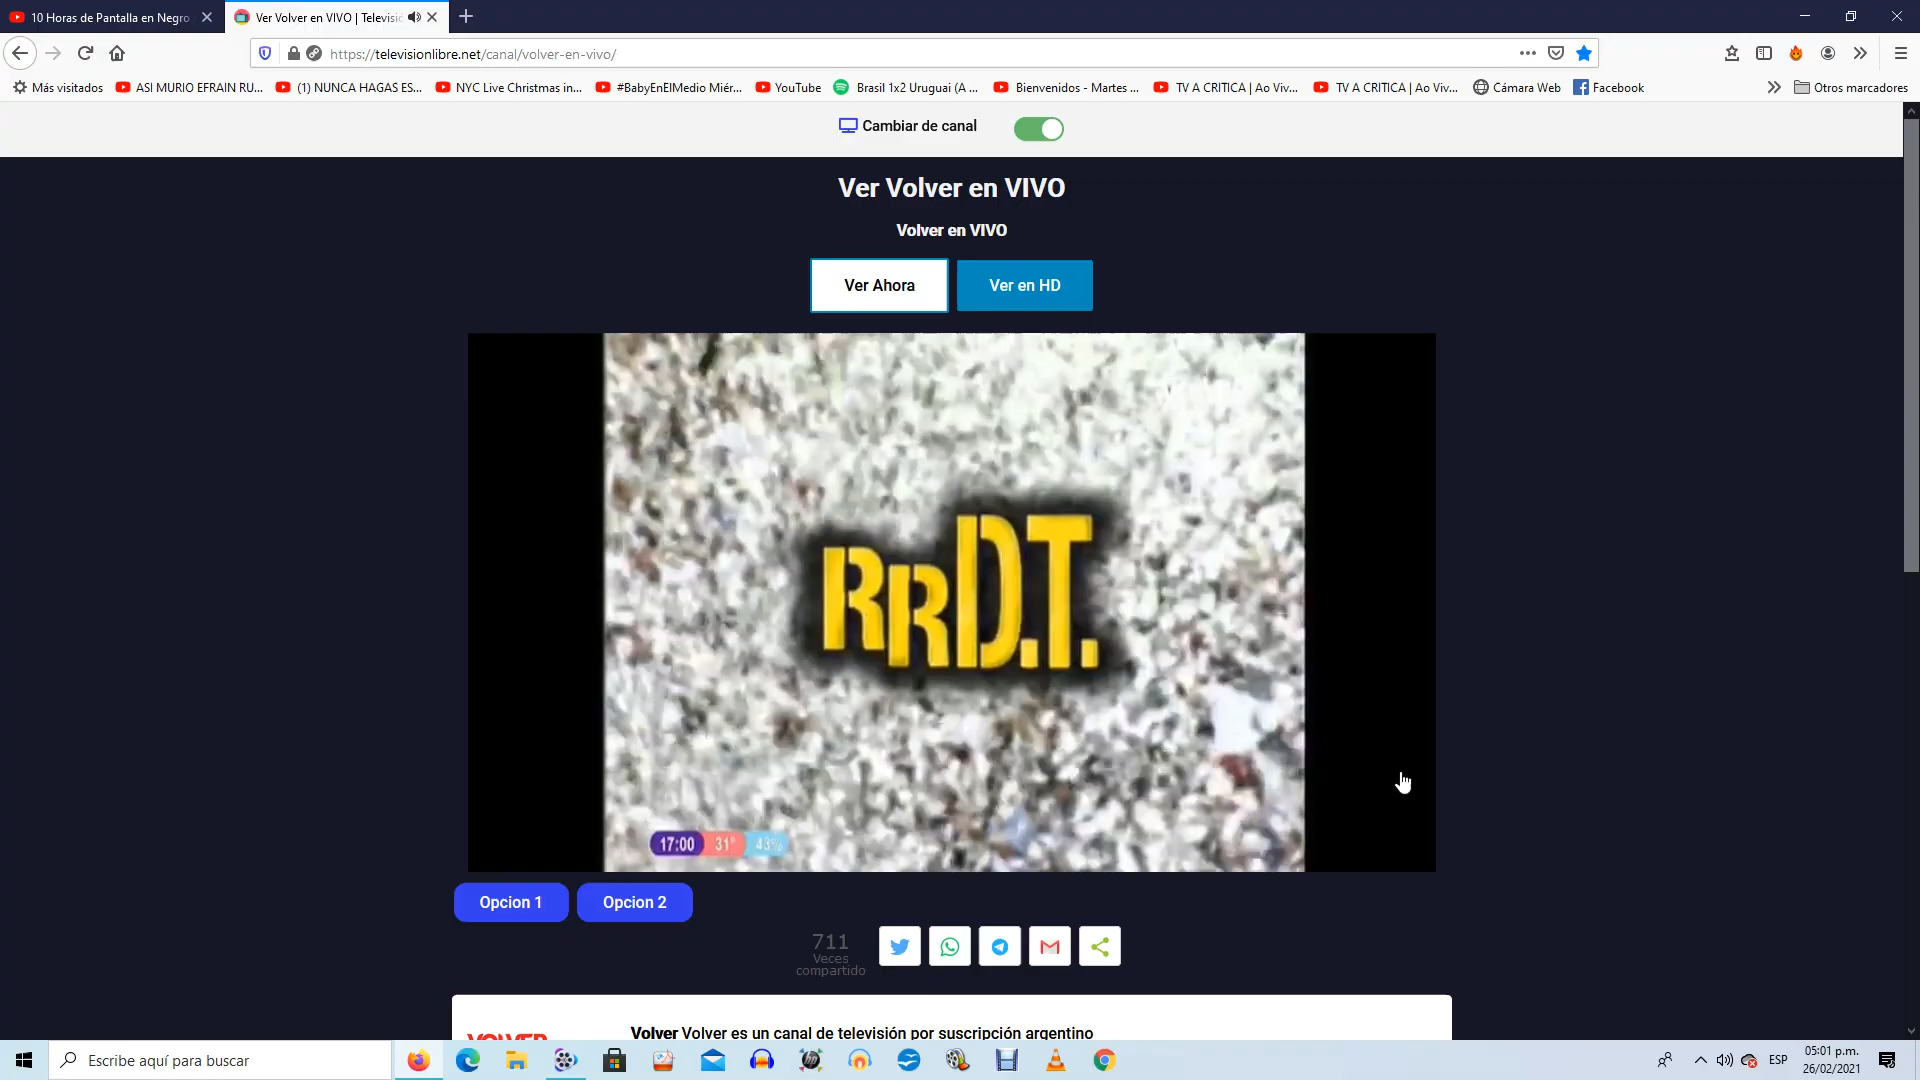 10 Horas de Pantalla en Negro
Ver Volver en VIVO | Televisi
https://televisionlibre.net/canal/volver-en-vivo/
Más visitados
ASI MURIO EFRAIN RU...
(1) NUNCA HAGAS ES...
NYC Live Christmas in...
#BabyEnElMedio Miér...
YouTube
Brasil 1x2 Uruguai (A ...
Bienvenidos - Martes ...
TV A CRITICA | Ao Viv...
TV A CRITICA | Ao Viv...
Cámara Web
Facebook
Otros marcadores
Cambiar de canal
Ver Volver en VIVO
Volver en VIVO
Ver Ahora
Ver en HD
RRD.T.
17:00 31° 43%
Opcion 1
Opcion 2
711
Veces
compartido
VOLVER
Volver Volver es un canal de televisión por suscripción argentino
Escribe aquí para buscar
hp
ESP
05:01 p.m.
26/02/2021